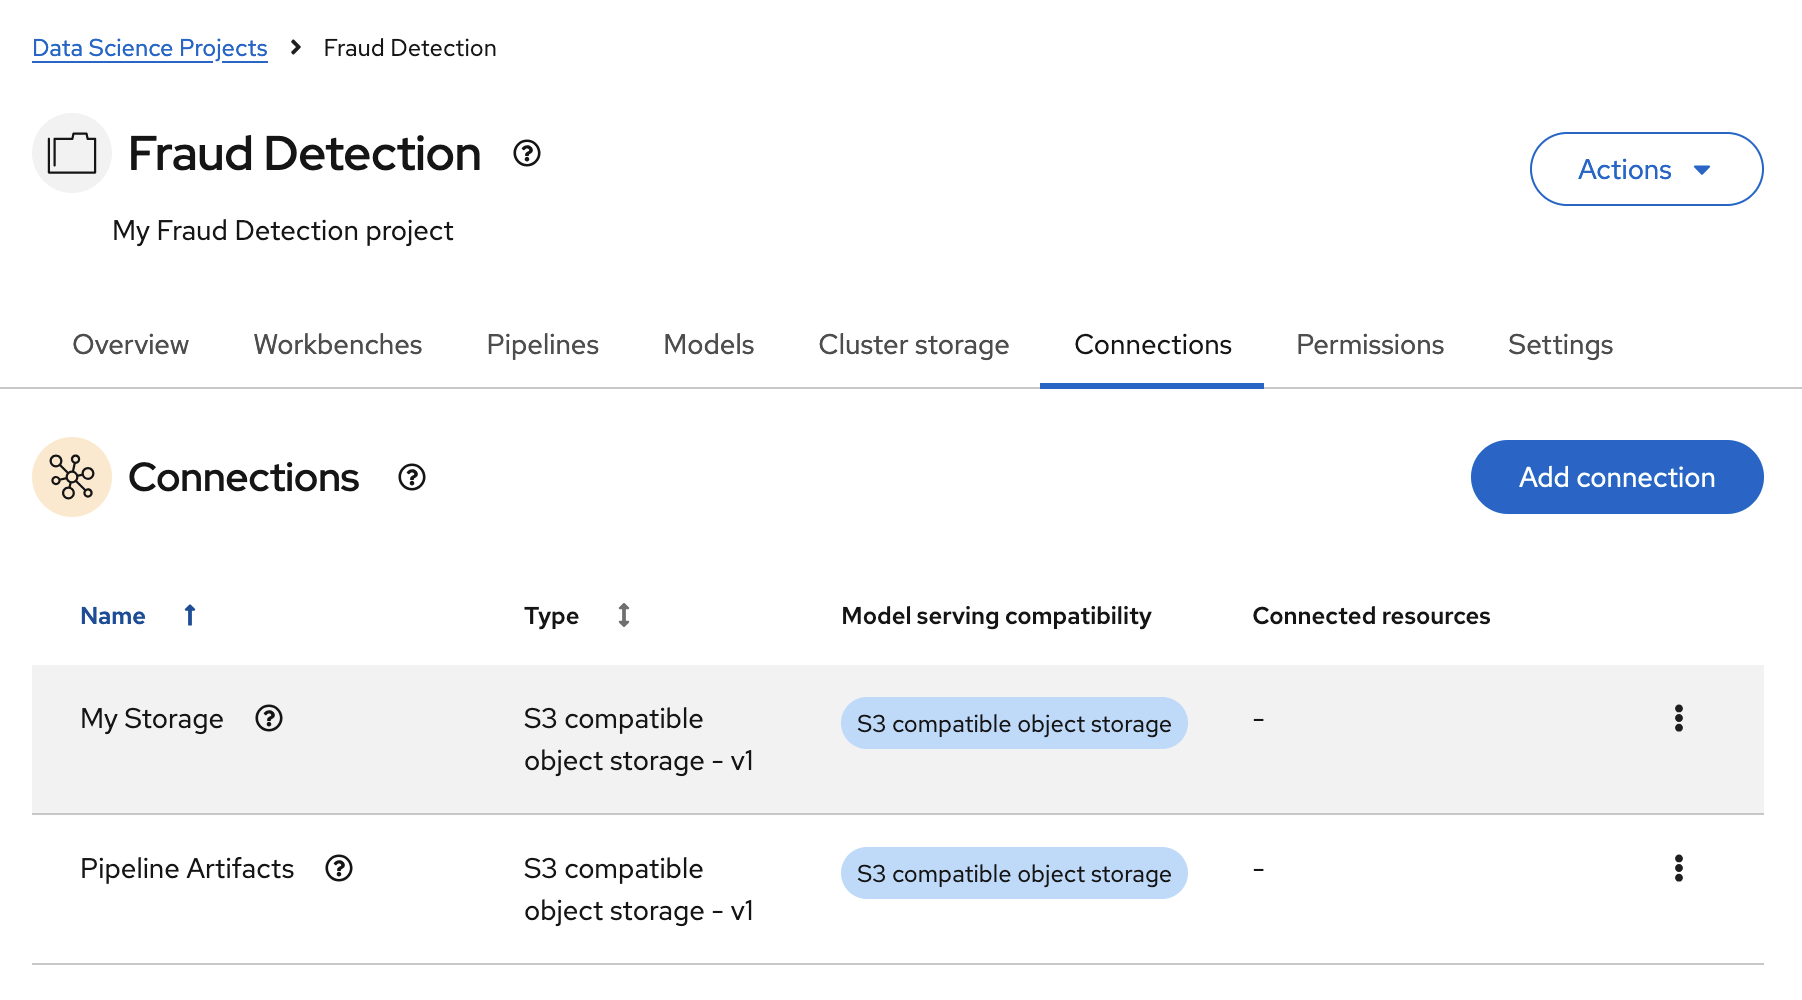 Data Science Projects > Fraud Detection
Fraud Detection
Actions
My Fraud Detection project
Overview Workbenches Pipelines Models Cluster storage Connections Permissions Settings
Connections
Add connection
Name Type Model serving compatibility Connected resources
My Storage S3 compatible S3 compatible object storage -
object storage - v1
Pipeline Artifacts S3 compatible S3 compatible object storage -
object storage - v1